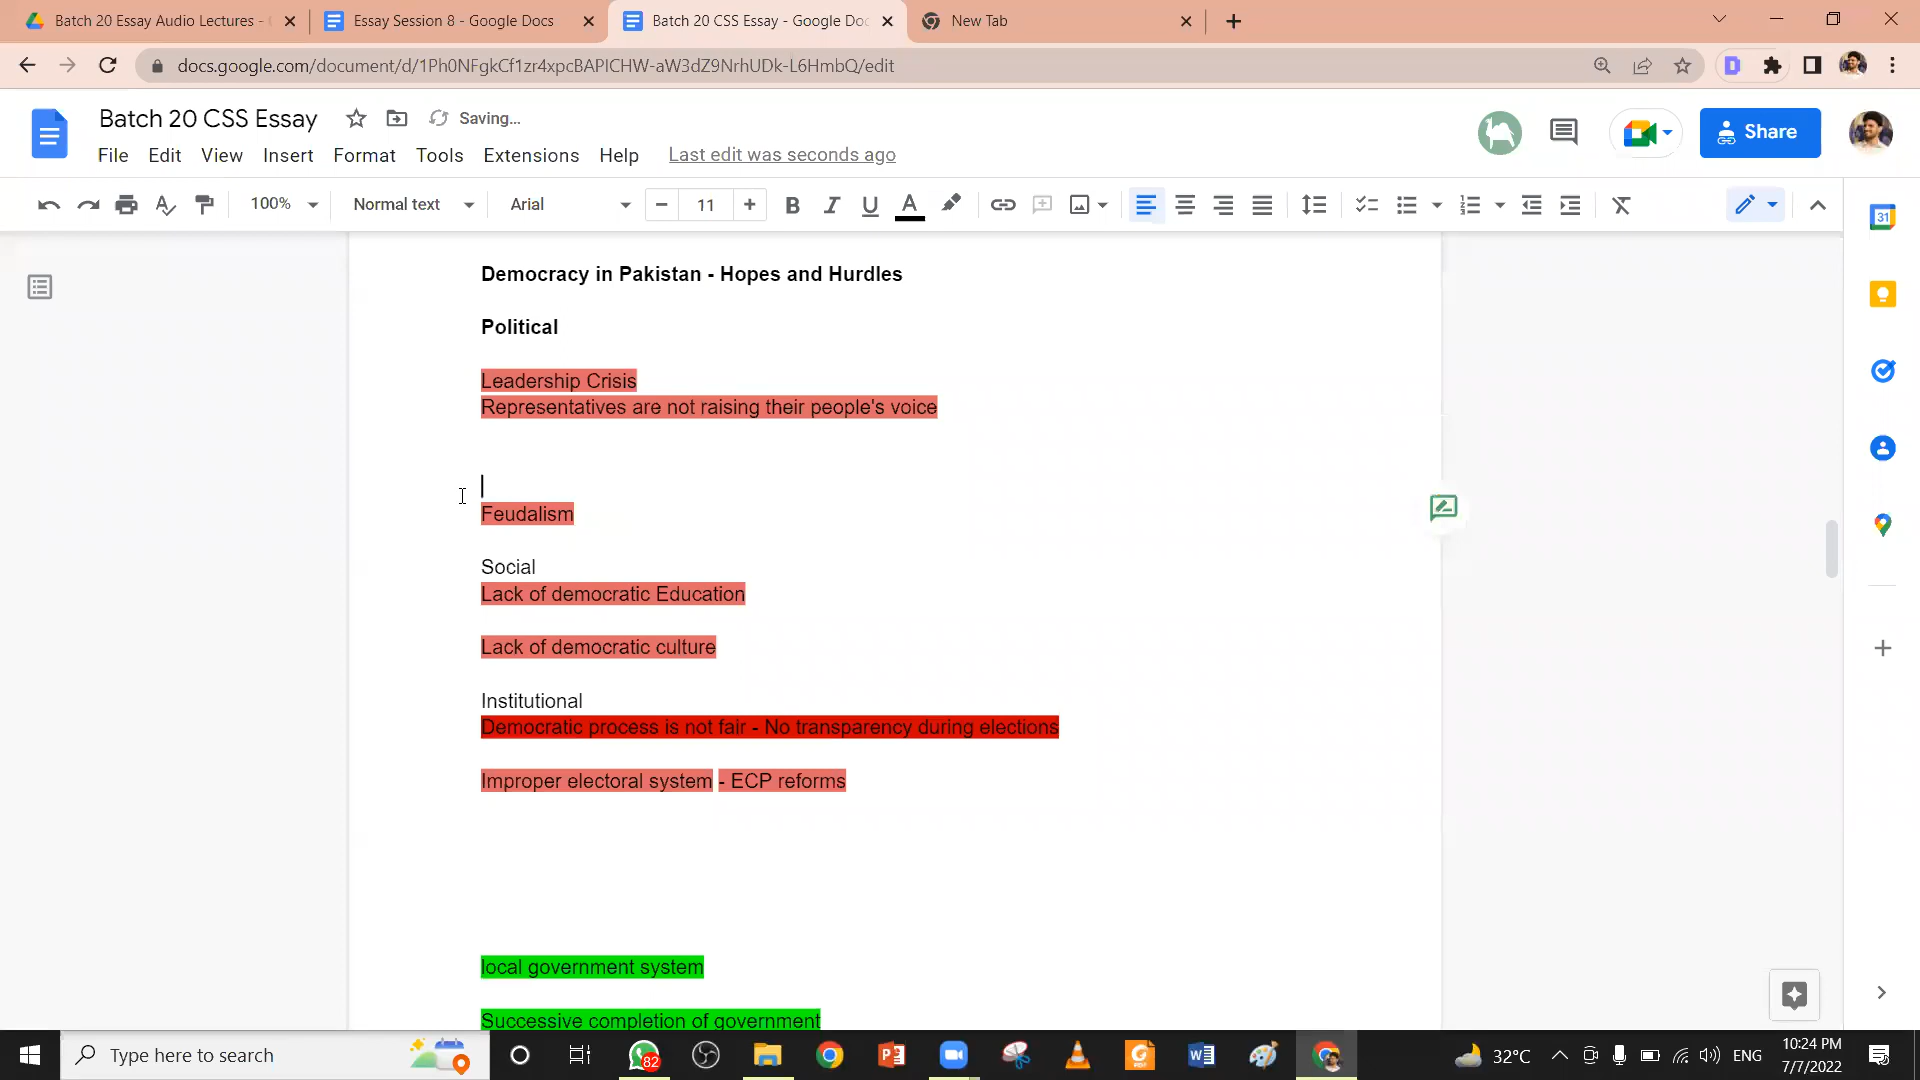 Batch 20 Essay Audio Lectures -
Essay Session 8 - Google Docs
Batch 20 CSS Essay - Google Doc
New Tab
docs.google.com/document/d/1Ph0NFgkCf1zr4xpcBAPlCHW-aW3dZ9NrhUDk-L6HmbQ/edit
Batch 20 CSS Essay
Saving...
Share
File Edit View Insert Format Tools Extensions Help
Last edit was seconds ago
100% Normal text Arial 11
Democracy in Pakistan - Hopes and Hurdles
Political
Leadership Crisis
Representatives are not raising their people's voice
Feudalism
Social
Lack of democratic Education
Lack of democratic culture
Institutional
Democratic process is not fair - No transparency during elections
Improper electoral system - ECP reforms
local government system
Successive completion of government
Type here to search
82
32°C
ENG
10:24 PM
7/7/2022